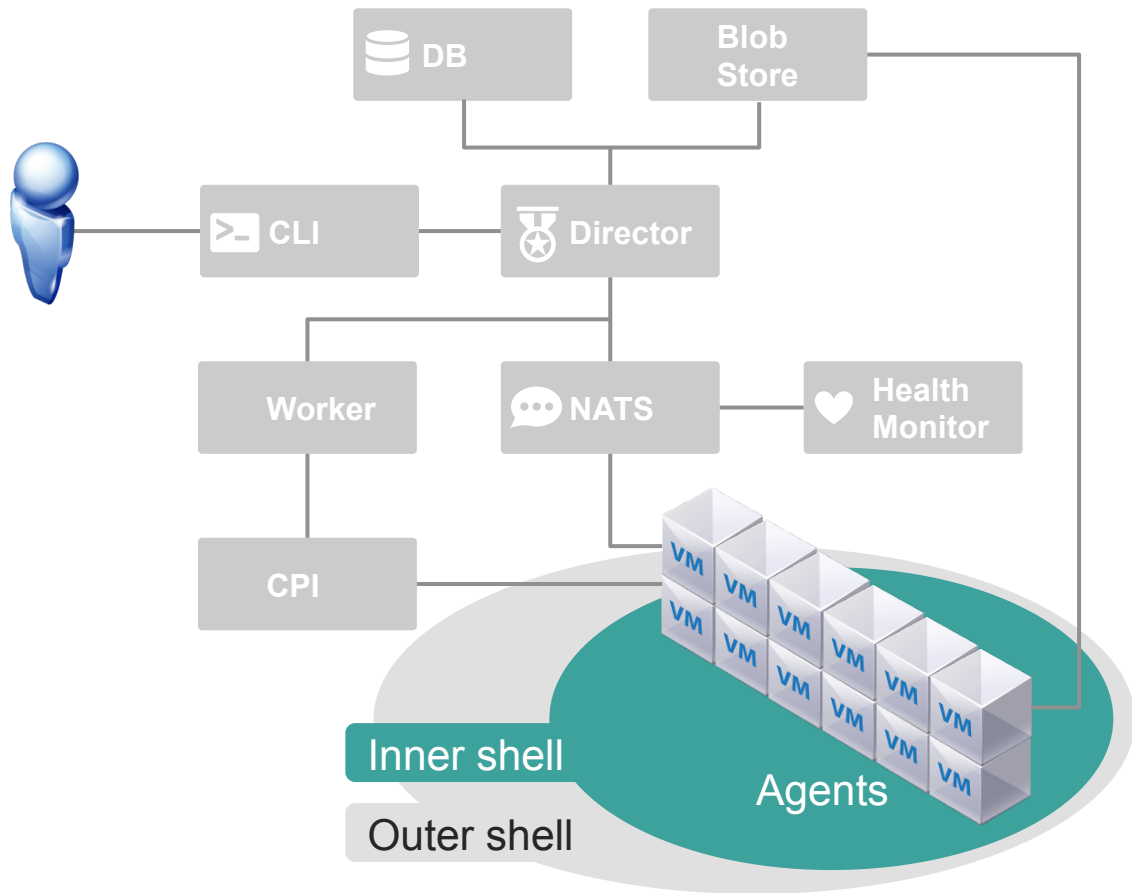 DB
Blob
Store
>_ CLI
Director
Worker
NATS
Health
Monitor
CPI
VM
VM
VM
VM
VM
VM
VM
VM
VM
VM
VM
VM
Inner shell
Agents
Outer shell